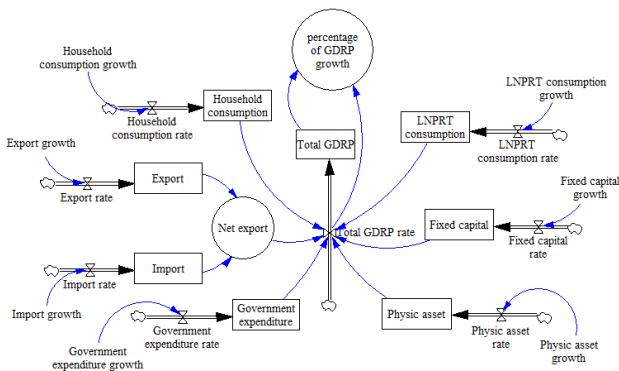 percentage
of GDRP
growth
Household
consumption growth
Household
consumption rate
Household
consumption
LNPRT consumption
growth
LNPRT
consumption
LNPRT
consumption rate
Total GDRP
Export growth
Export rate
Export
Net export
Total GDRP rate
Fixed capital
growth
Fixed capital
Fixed capital
rate
Import rate
Import
Import growth
Government
expenditure
Government
expenditure rate
Government
expenditure growth
Physic asset
Physic asset
rate
Physic asset
growth